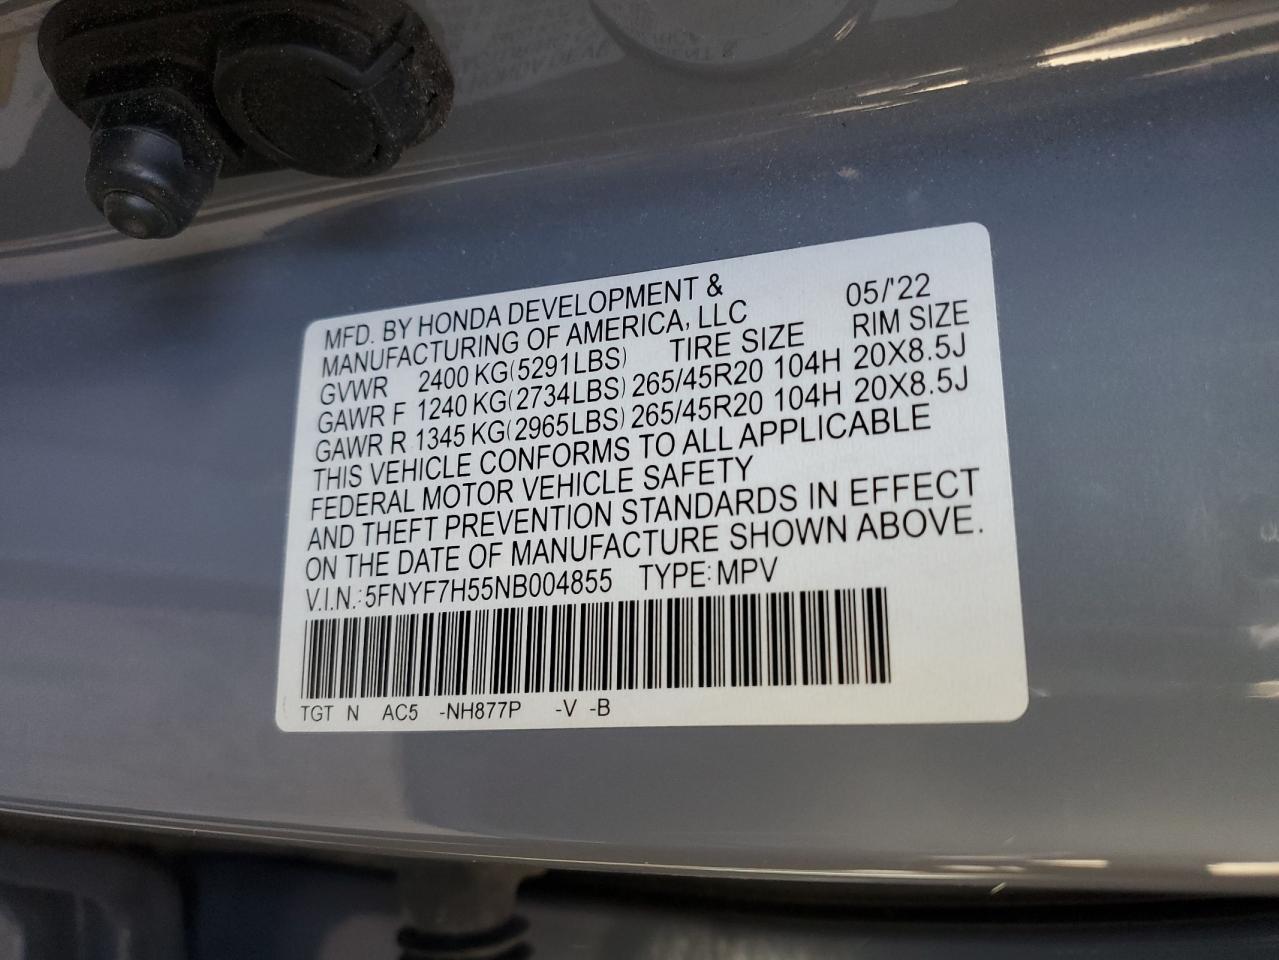 MFD. BY HONDA DEVELOPMENT & 05/'22
MANUFACTURING OF AMERICA, LLC RIM SIZE
GVWR 2400 KG(5291LBS) TIRE SIZE
GAWR F 1240 KG(2734LBS) 265/45R20 104H 20X8.5J
GAWR R 1345 KG(2965LBS) 265/45R20 104H 20X8.5J
THIS VEHICLE CONFORMS TO ALL APPLICABLE
FEDERAL MOTOR VEHICLE SAFETY
AND THEFT PREVENTION STANDARDS IN EFFECT
ON THE DATE OF MANUFACTURE SHOWN ABOVE.
V.I.N.: 5FNYF7H55NB004855 TYPE: MPV
TGT N AC5 -NH877P -V -B